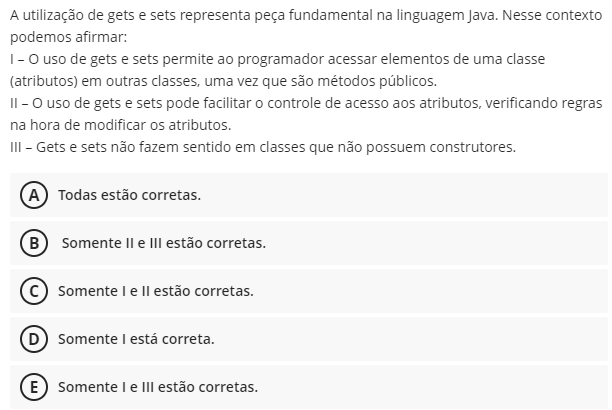 A utilização de gets e sets representa peça fundamental na linguagem Java. Nesse contexto
podemos afirmar:
I – O uso de gets e sets permite ao programador acessar elementos de uma classe
(atributos) em outras classes, uma vez que são métodos públicos.
II – O uso de gets e sets pode facilitar o controle de acesso aos atributos, verificando regras
na hora de modificar os atributos.
III – Gets e sets não fazem sentido em classes que não possuem construtores.
A Todas estão corretas.
B Somente II e III estão corretas.
C Somente I e II estão corretas.
D Somente I está correta.
E Somente I e III estão corretas.